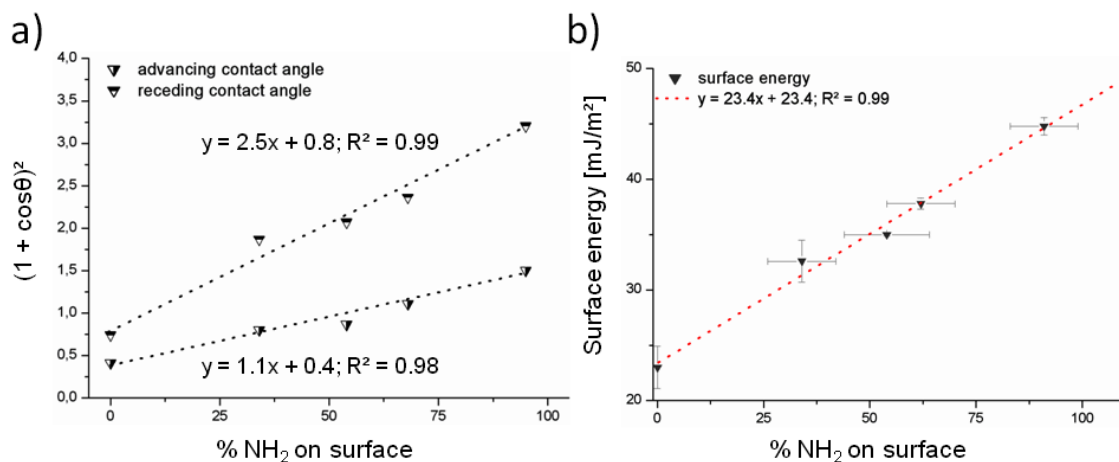 a)
4,0
3,5
3,0
2,5
2,0
1,5
1,0
0,5
0,0
(1 + cosθ)²
advancing contact angle
receding contact angle
y = 2.5x + 0.8; R² = 0.99
y = 1.1x + 0.4; R² = 0.98
0 25 50 75 100
% NH₂ on surface
b)
50
40
30
20
Surface energy [mJ/m²]
surface energy
y = 23.4x + 23.4; R² = 0.99
0 25 50 75 100
% NH₂ on surface